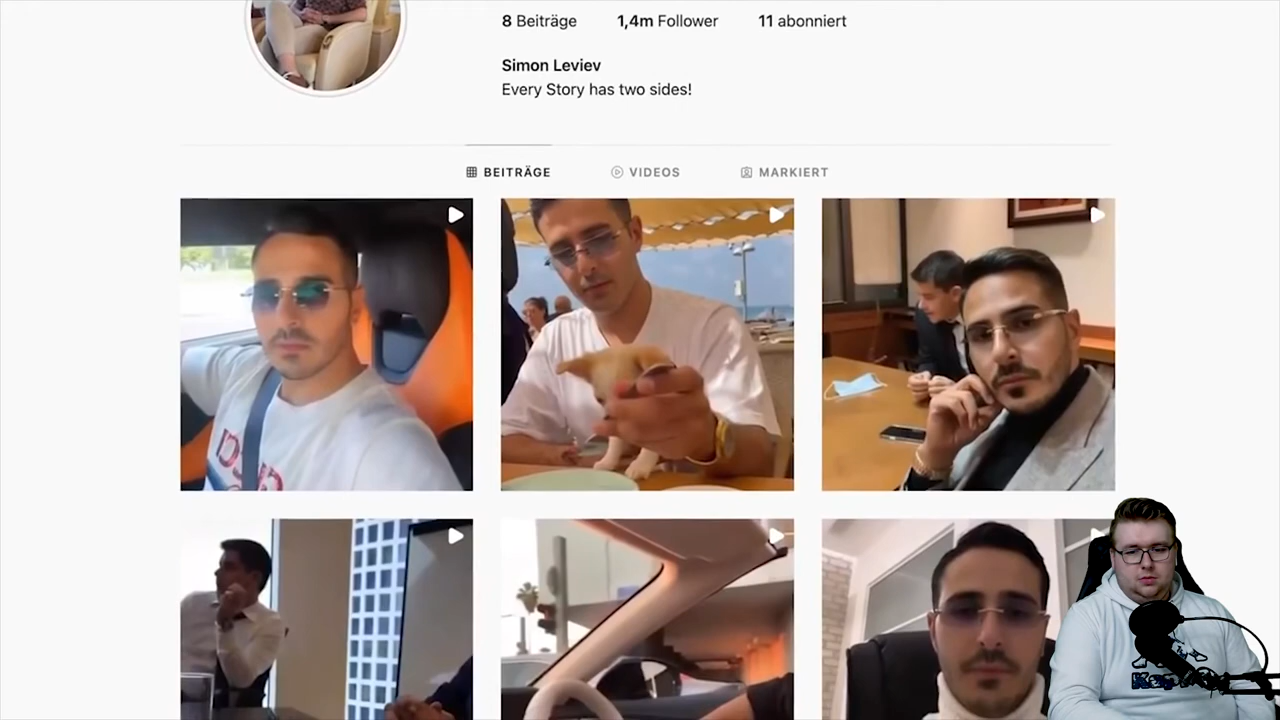 8 Beiträge 1,4m Follower 11 abonniert
Simon Leviev
Every Story has two sides!
BEITRÄGE VIDEOS MARKIERT